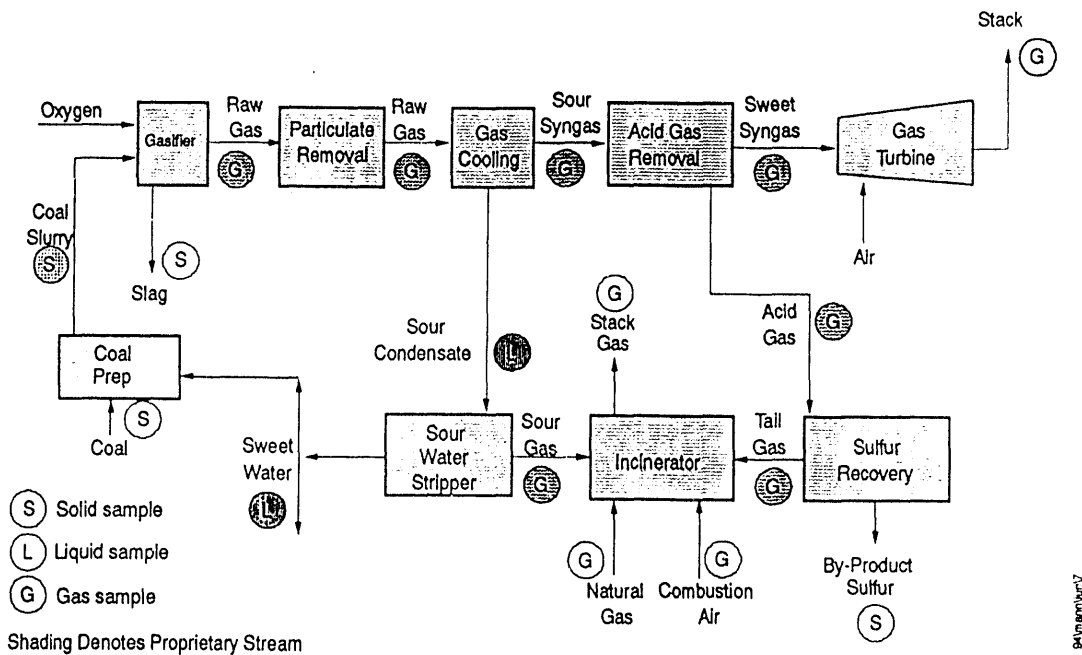 Stack
G
Oxygen
Gasifier
Raw
Gas
G
Particulate
Removal
Raw
Gas
G
Gas
Cooling
Sour
Syngas
G
Acid Gas
Removal
Sweet
Syngas
G
Gas
Turbine
Coal
Slurry
S
S
Slag
Air
G
Stack
Gas
Acid
Gas
G
Sour
Condensate
L
Coal
Prep
S
Coal
Sweet
Water
L
Sour
Water
Stripper
Sour
Gas
G
Incinerator
Tail
Gas
G
Sulfur
Recovery
G
Natural
Gas
G
Combustion
Air
By-Product
Sulfur
S
S Solid sample
L Liquid sample
G Gas sample
Shading Denotes Proprietary Stream